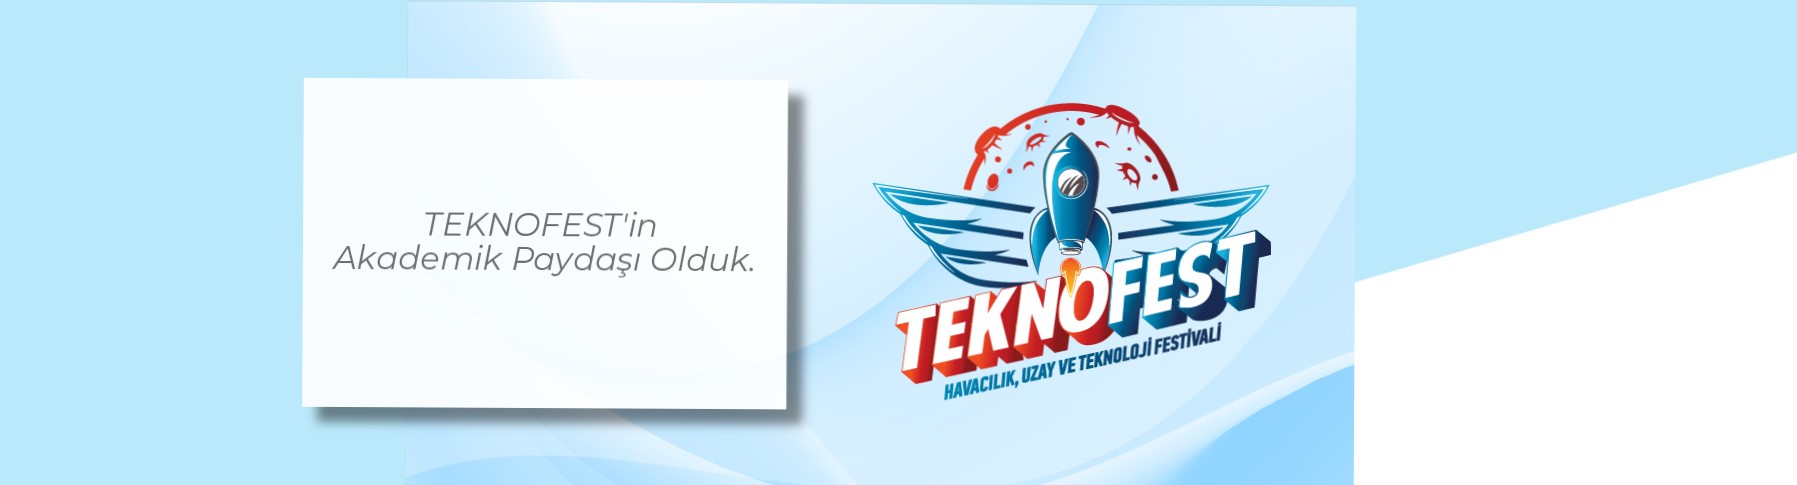 TEKNOFEST'in
Akademik Paydaşı Olduk.
TEKNOFEST
HAVACILIK, UZAY VE TEKNOLOJİ FESTİVALİ